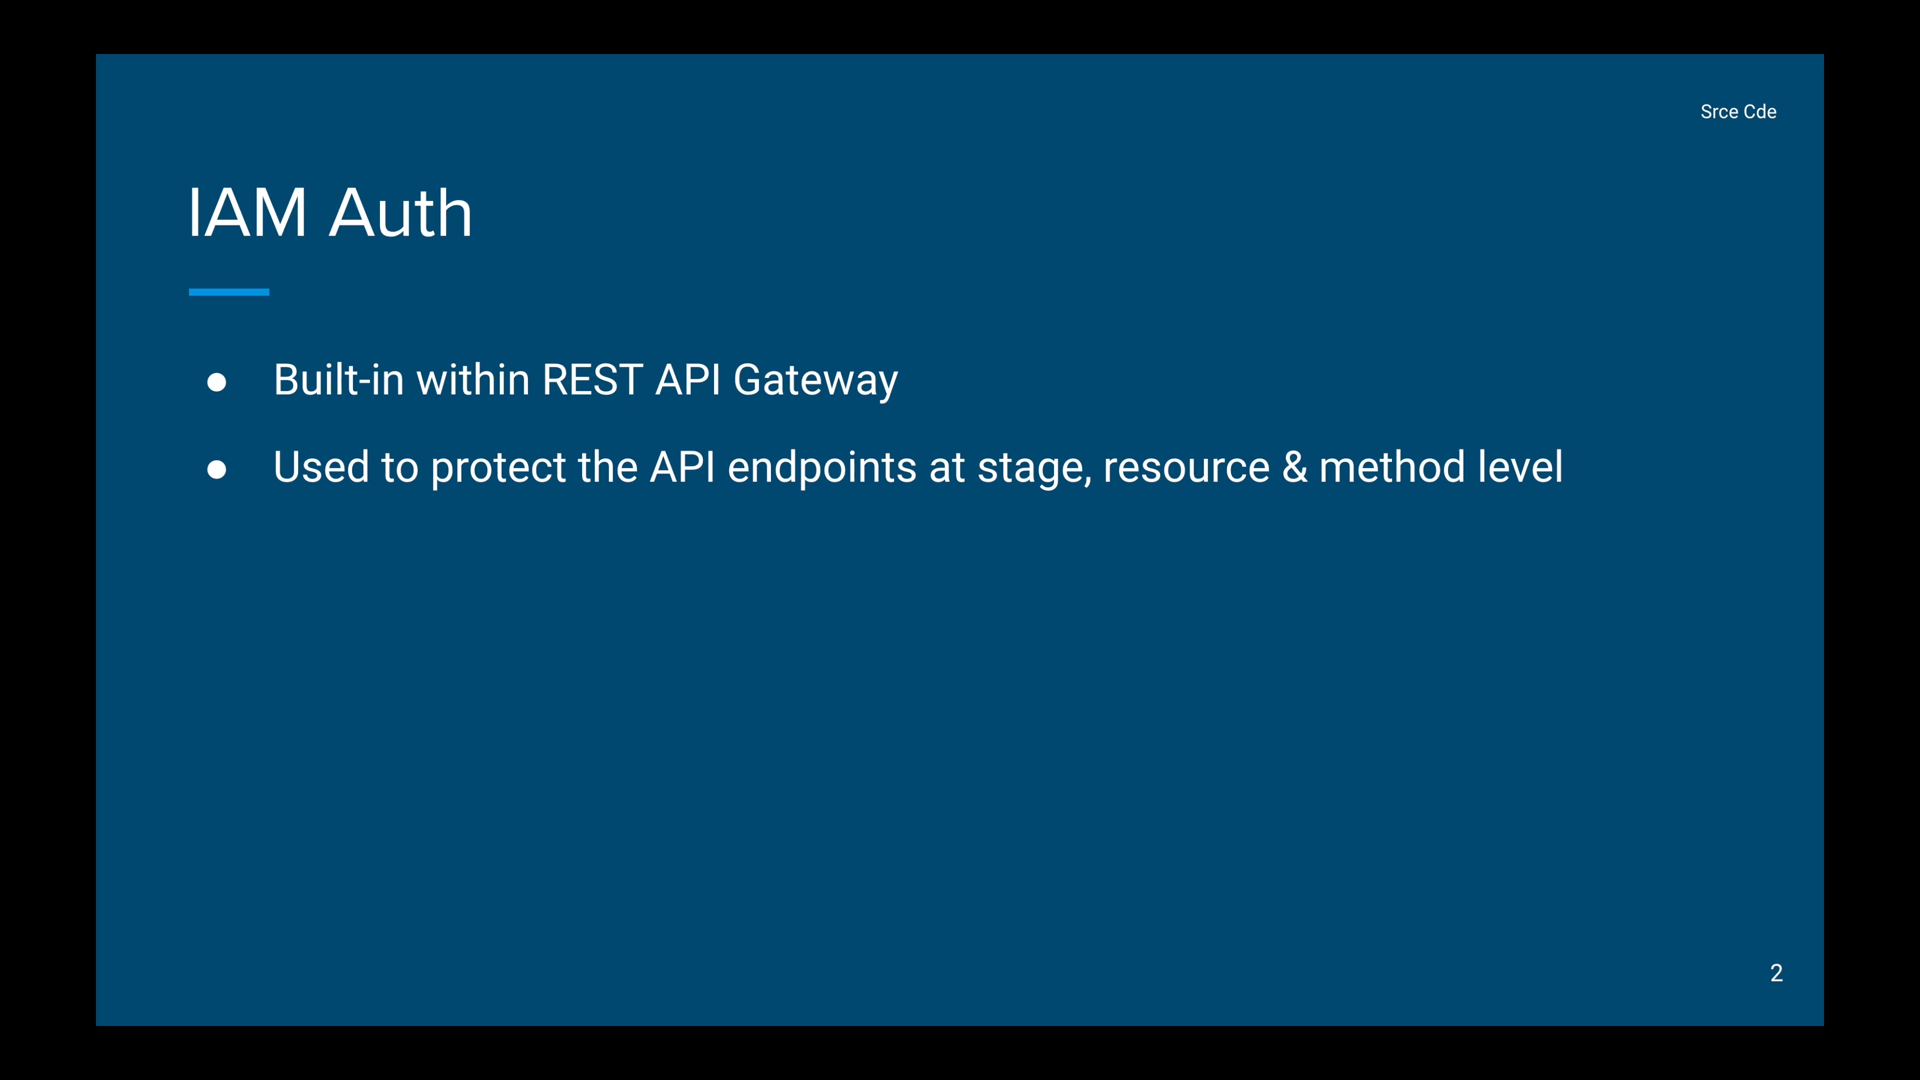 Srce Cde
IAM Auth
● Built-in within REST API Gateway
● Used to protect the API endpoints at stage, resource & method level
2